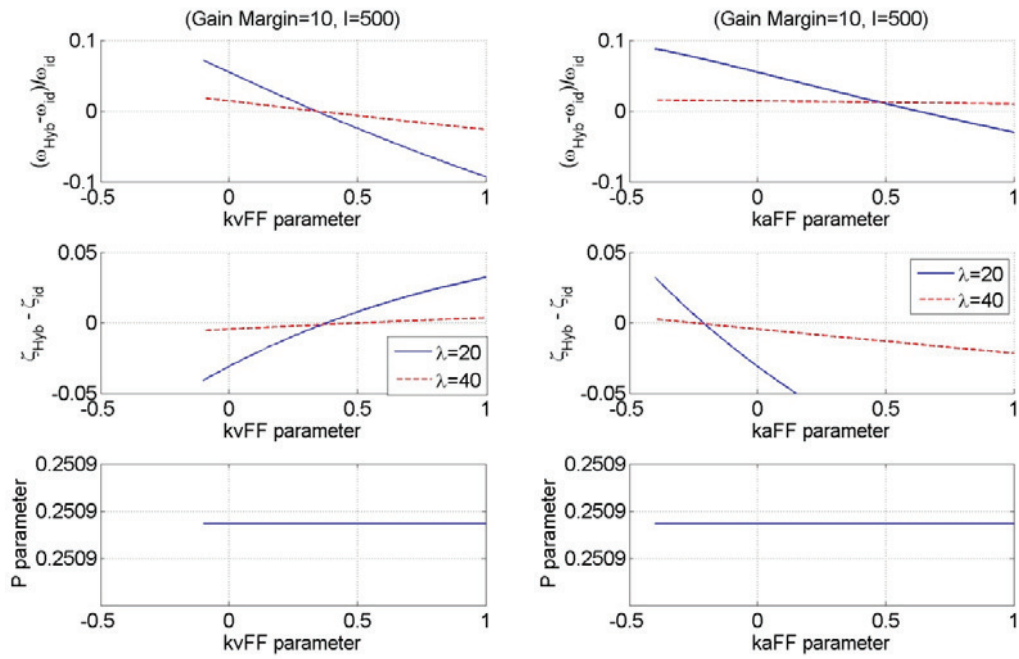 (Gain Margin=10, I=500)
0.1
0
-0.1
(ωHyb-ωid)/ωid
-0.5 0 0.5 1
kvFF parameter
(Gain Margin=10, I=500)
0.1
0
-0.1
(ωHyb-ωid)/ωid
-0.5 0 0.5 1
kaFF parameter
0.05
0
-0.05
ζHyb - ζid
λ=20
λ=40
-0.5 0 0.5 1
kvFF parameter
0.05
0
-0.05
ζHyb - ζid
λ=20
λ=40
-0.5 0 0.5 1
kaFF parameter
0.2509
0.2509
0.2509
P parameter
-0.5 0 0.5 1
kvFF parameter
0.2509
0.2509
0.2509
P parameter
-0.5 0 0.5 1
kaFF parameter